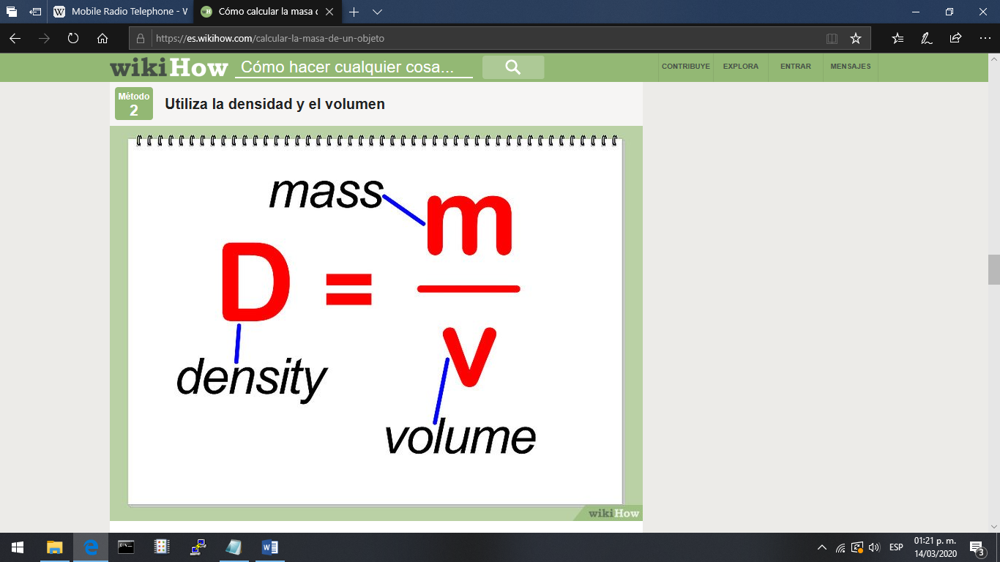 Mobile Radio Telephone - W
Cómo calcular la masa d
https://es.wikihow.com/calcular-la-masa-de-un-objeto
wikiHow
Cómo hacer cualquier cosa...
CONTRIBUYE
EXPLORA
ENTRAR
MENSAJES
Método
2
Utiliza la densidad y el volumen
mass
m
D =
v
density
volume
wikiHow
ESP
01:21 p. m.
14/03/2020
3